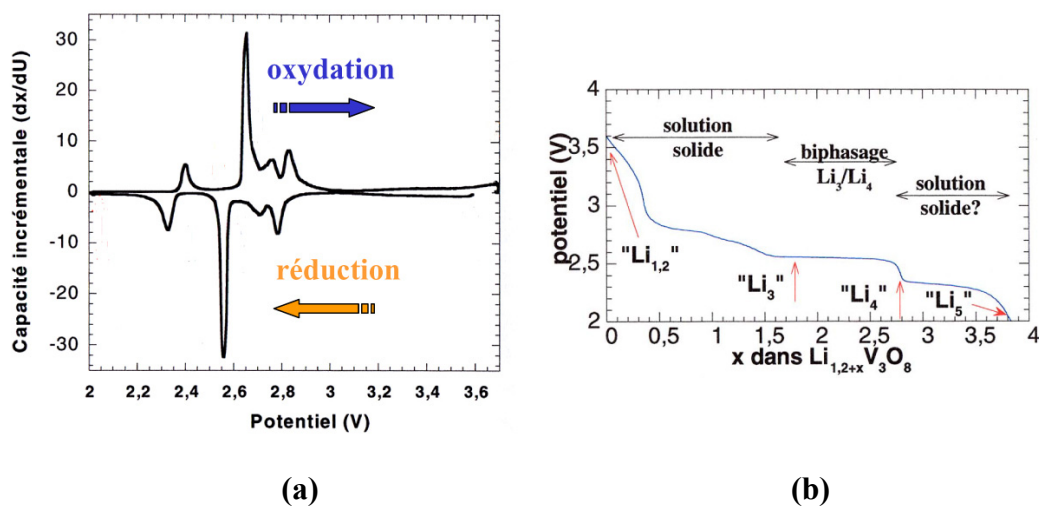 Capacité incrémentale (dx/dU)
30
20
10
0
-10
-20
-30
oxydation
réduction
2 2,2 2,4 2,6 2,8 3 3,2 3,4 3,6
Potentiel (V)
(a)
potentiel (V)
4
3,5
3
2,5
2
solution
solide
biphasage
Li3/Li4
solution
solide?
"Li1,2"
"Li3"
"Li4"
"Li5"
0 0,5 1 1,5 2 2,5 3 3,5 4
x dans Li1,2+xV3O8
(b)